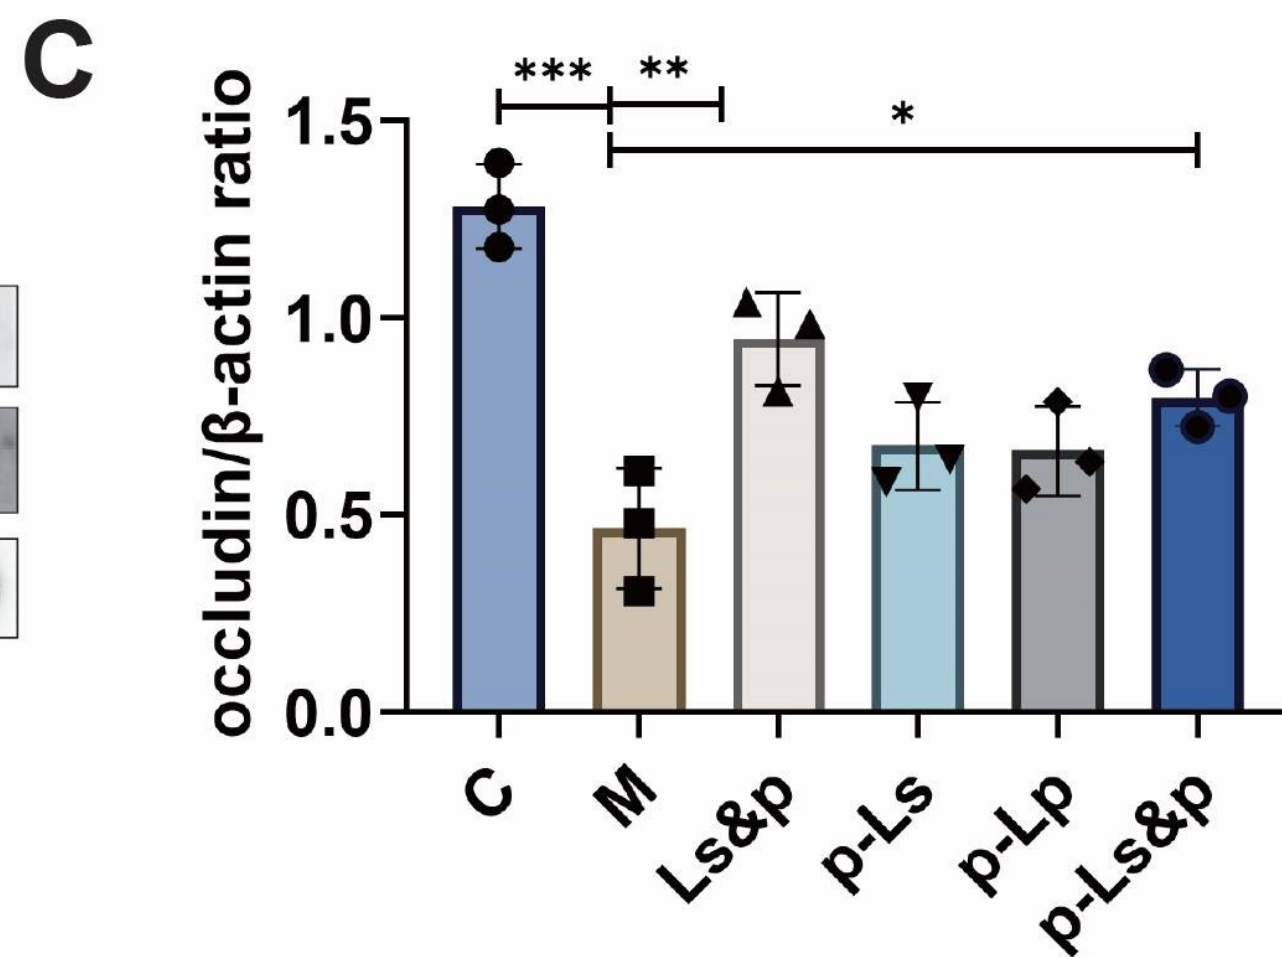 C
*** **
*
occludin/β-actin ratio
1.5
1.0
0.5
0.0
C
M
Ls&p
p-Ls
p-Lp
p-Ls&p